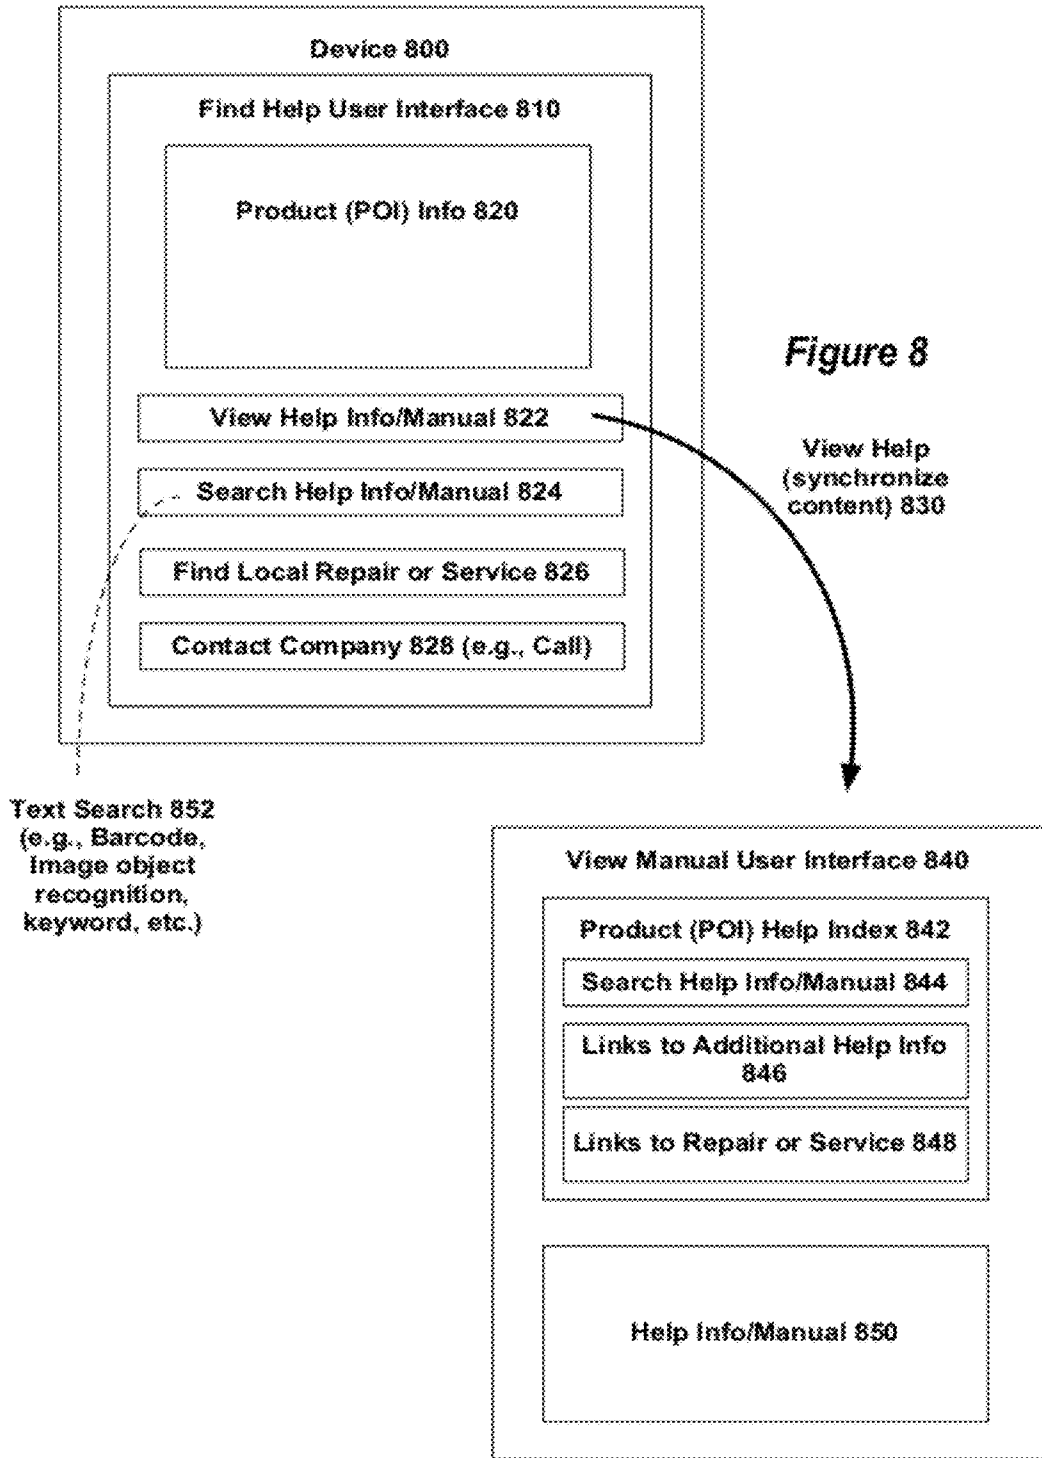 Device 800
Find Help User Interface 810
Product (POI) Info 820
Figure 8
View Help Info/Manual 822
View Help
(synchronize
content) 830
Search Help Info/Manual 824
Find Local Repair or Service 826
Contact Company 828 (e.g., Call)
Text Search 852
(e.g., Barcode,
Image object
recognition,
keyword, etc.)
View Manual User Interface 840
Product (POI) Help Index 842
Search Help Info/Manual 844
Links to Additional Help Info
846
Links to Repair or Service 848
Help Info/Manual 850